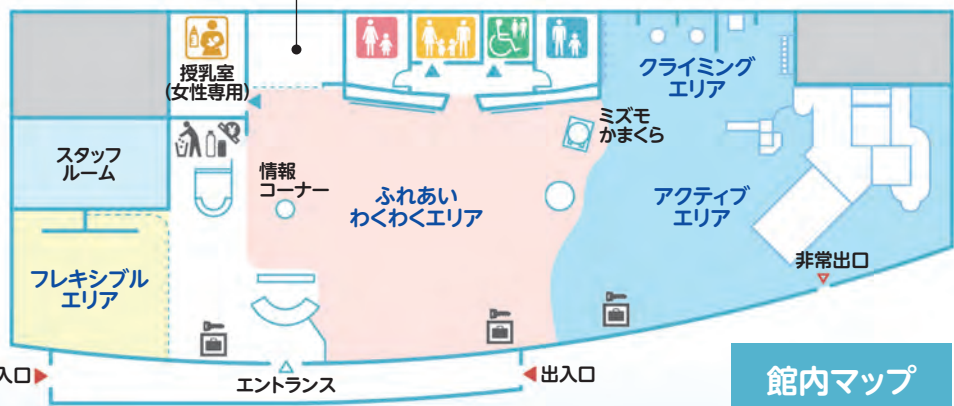 授乳室
(女性専用)
クライミング
エリア
スタッフ
ルーム
情報
コーナー
ミズモ
かまくら
ふれあい
わくわくエリア
アクティブ
エリア
フレキシブル
エリア
非常出口
入口
エントランス
出入口
館内マップ